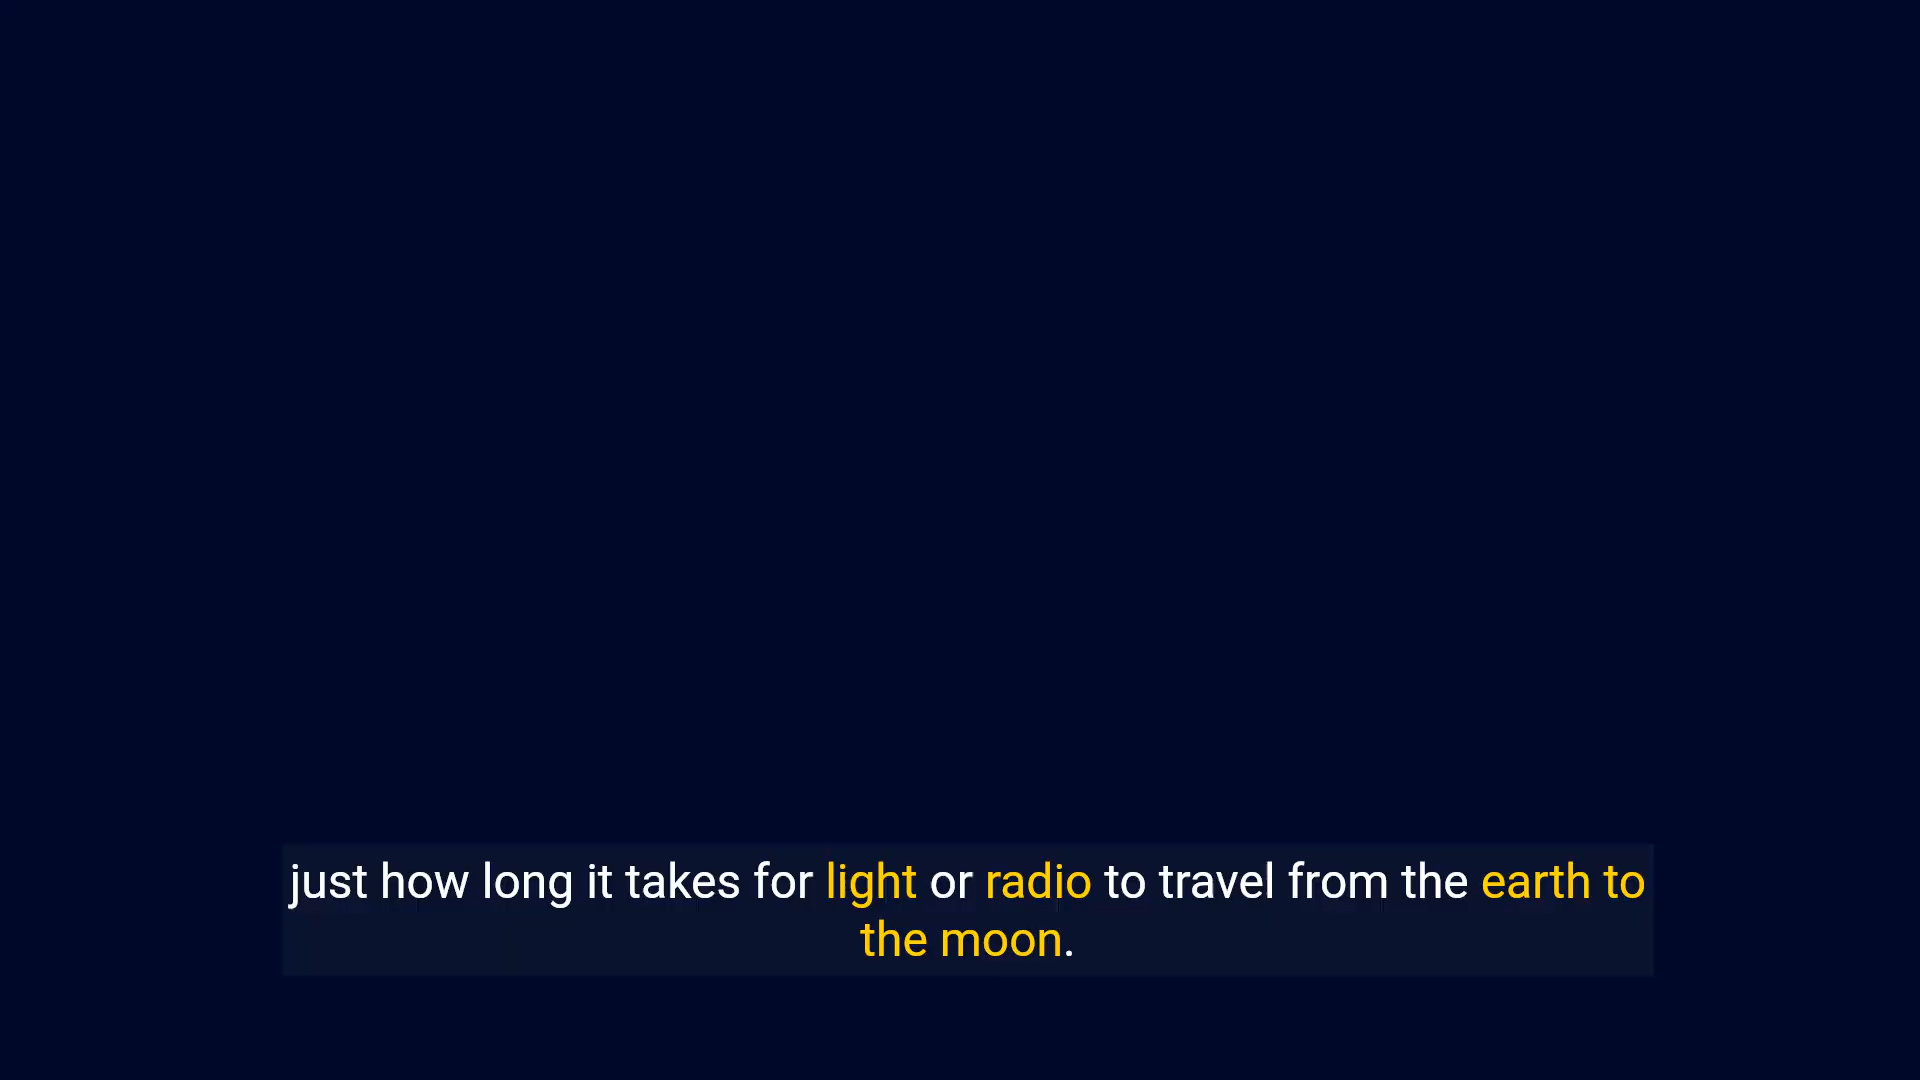 just how long it takes for light or radio to travel from the earth to
the moon.